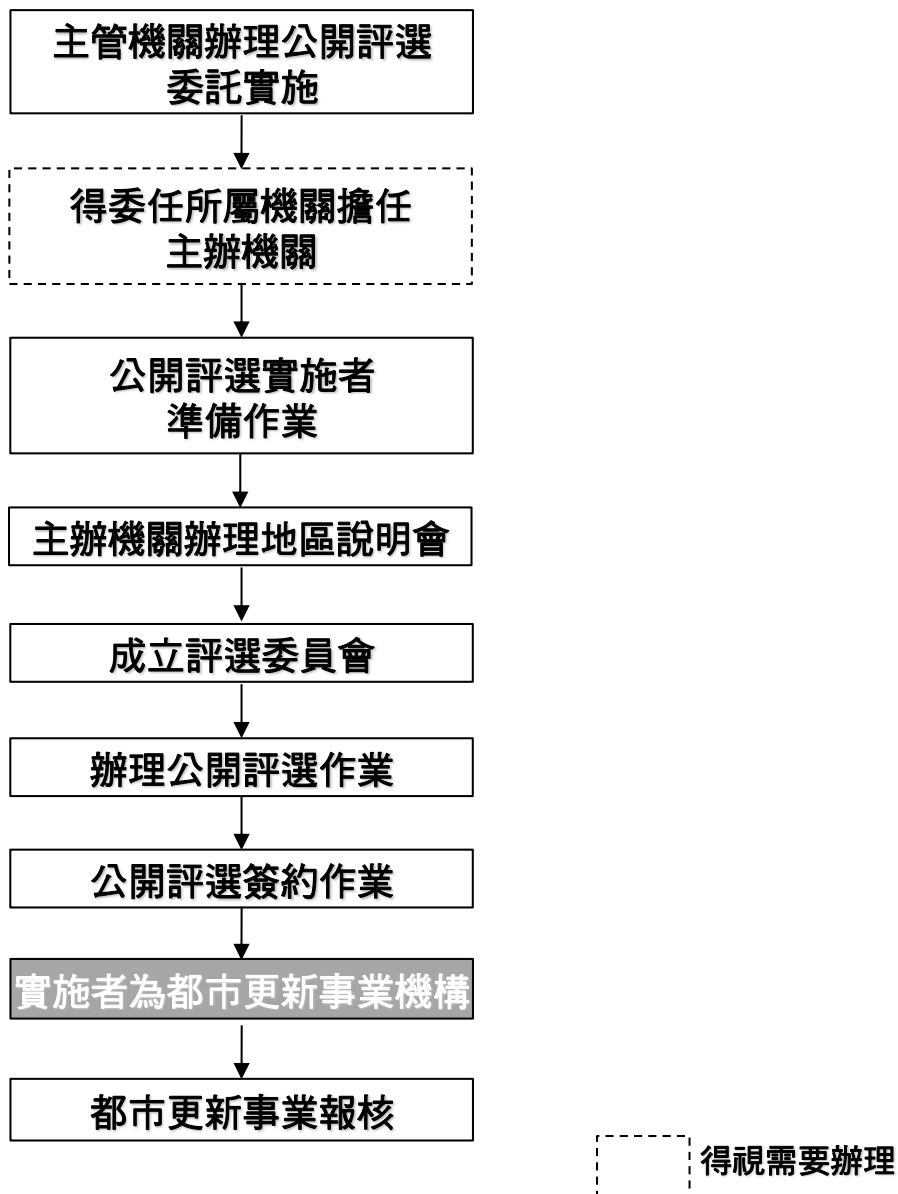 主管機關辦理公開評選
委託實施
得委任所屬機關擔任
主辦機關
公開評選實施者
準備作業
主辦機關辦理地區說明會
成立評選委員會
辦理公開評選作業
公開評選簽約作業
實施者為都市更新事業機構
都市更新事業報核
得視需要辦理